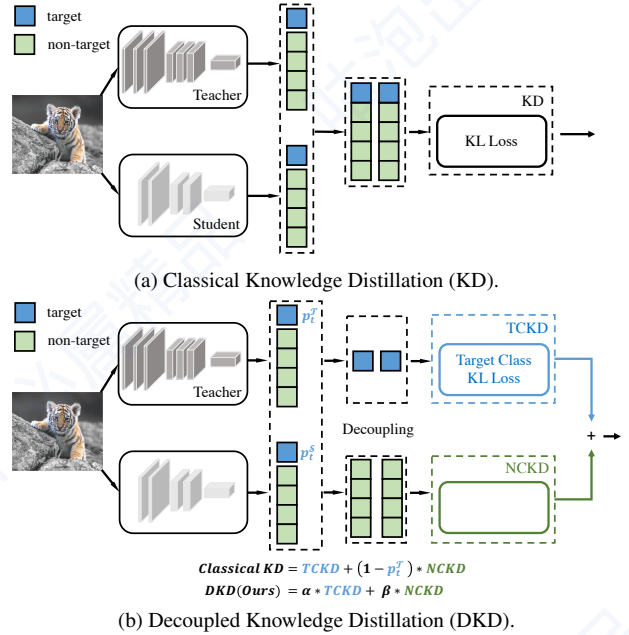 target
non-target
Teacher
Student
KD
KL Loss
(a) Classical Knowledge Distillation (KD).
target
non-target
Teacher
p_t^𝒯
p_t^s
Decoupling
TCKD
Target Class
KL Loss
NCKD
+
Classical KD = TCKD + (1 − p_t^𝒯) * NCKD
DKD(Ours) = α * TCKD + β * NCKD
(b) Decoupled Knowledge Distillation (DKD).